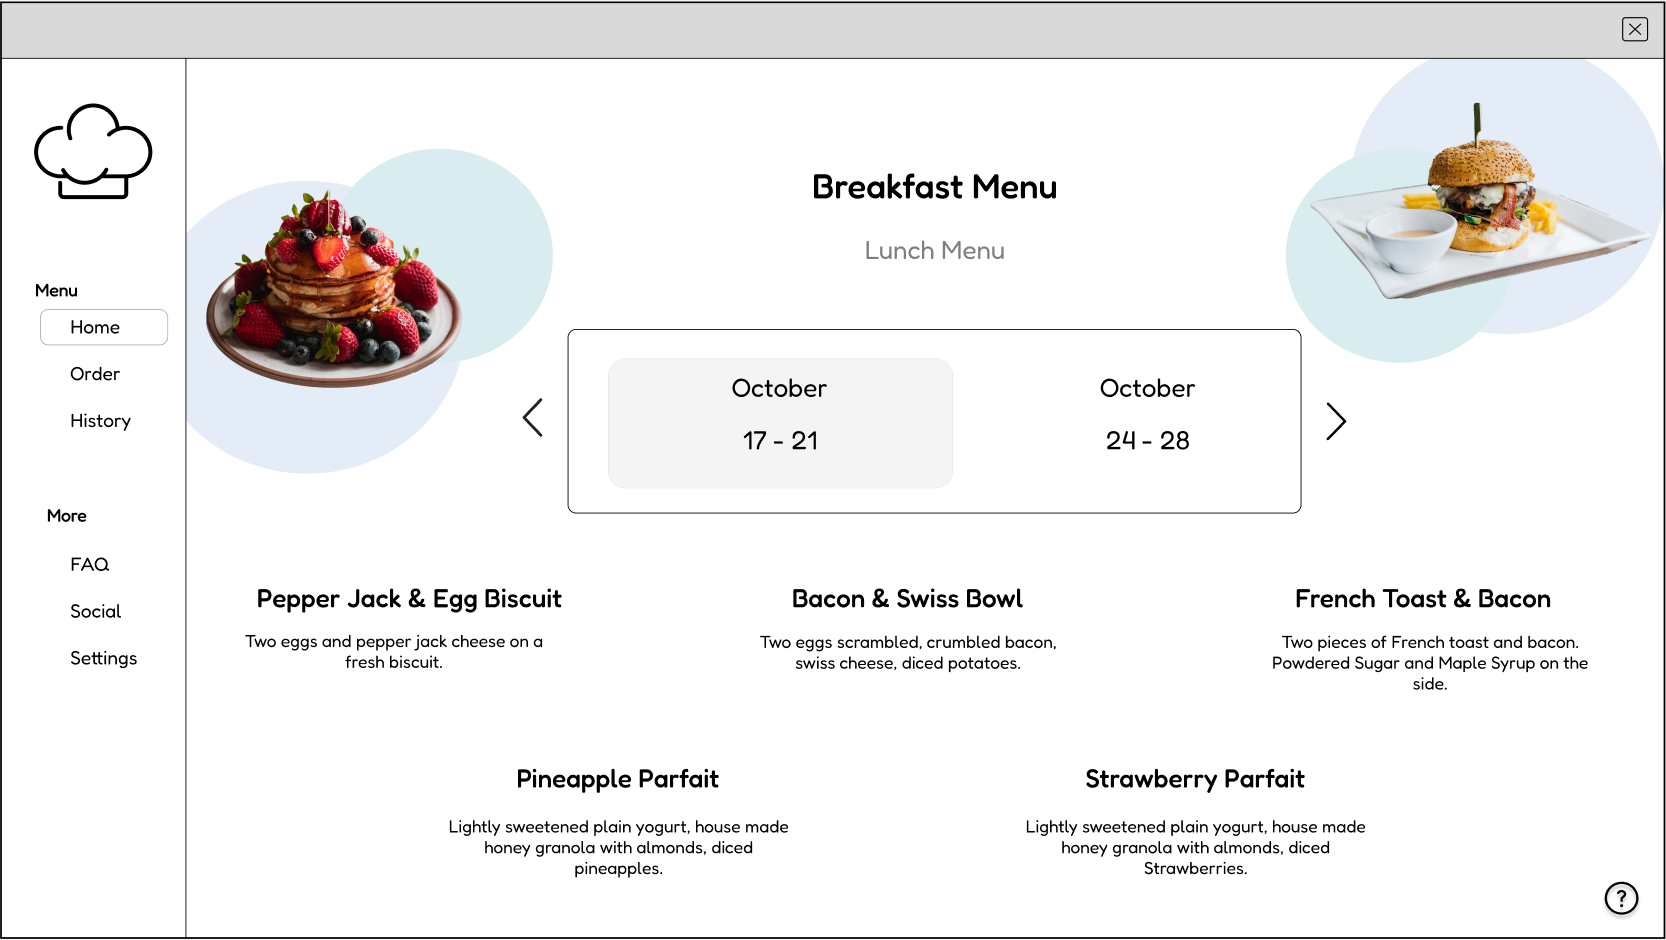 Menu
Home
Order
History
More
FAQ
Social
Settings
Breakfast Menu
Lunch Menu
October
17 - 21
October
24 - 28
Pepper Jack & Egg Biscuit
Two eggs and pepper jack cheese on a
fresh biscuit.
Bacon & Swiss Bowl
Two eggs scrambled, crumbled bacon,
swiss cheese, diced potatoes.
French Toast & Bacon
Two pieces of French toast and bacon.
Powdered Sugar and Maple Syrup on the
side.
Pineapple Parfait
Lightly sweetened plain yogurt, house made
honey granola with almonds, diced
pineapples.
Strawberry Parfait
Lightly sweetened plain yogurt, house made
honey granola with almonds, diced
Strawberries.
?